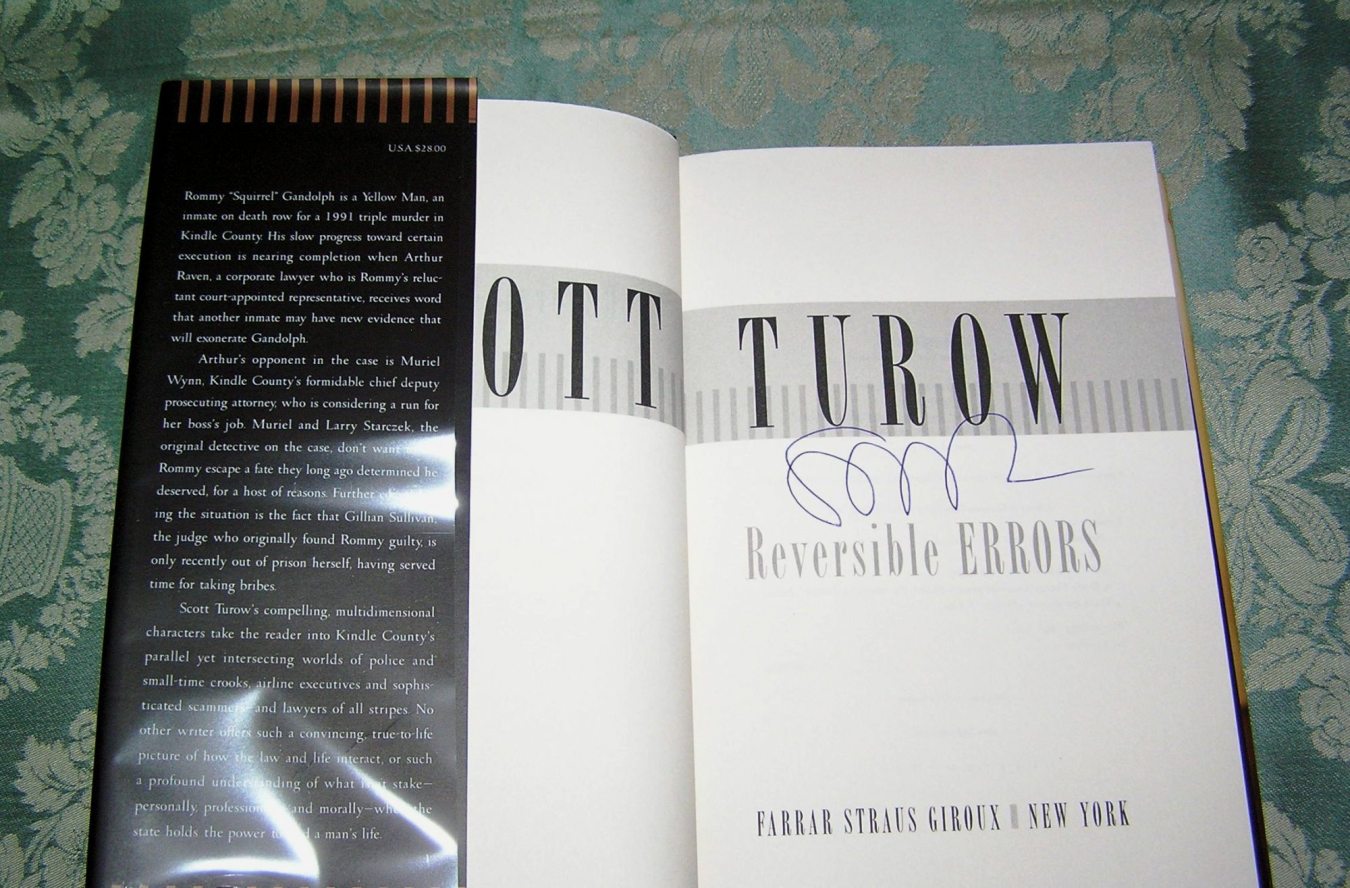 USA $28.00
Rommy "Squirrel" Gandolph is a Yellow Man, an
inmate on death row for a 1991 triple murder in
Kindle County. His slow progress toward certain
execution is nearing completion when Arthur
Raven, a corporate lawyer who is Rommy's reluc-
tant court-appointed representative, receives word
that another inmate may have new evidence that
will exonerate Gandolph.
Arthur's opponent in the case is Muriel
Wynn, Kindle County's formidable chief deputy
prosecuting attorney, who is considering a run for
her boss's job. Muriel and Larry Starczek, the
original detective on the case, don't want
Rommy escape a fate they long ago determined he
deserved, for a host of reasons. Further
ing the situation is the fact that Gillian Sullivan,
the judge who originally found Rommy guilty, is
only recently out of prison herself, having served
time for taking bribes.
Scott Turow's compelling, multidimensional
characters take the reader into Kindle County's
parallel yet intersecting worlds of police and
small-time crooks, airline executives and sophis-
ticated scammers and lawyers of all stripes. No
other writer offers such a convincing, true-to-life
picture of how the law and life interact, or such
a profound understanding of what is at stake—
personally, professionally, and morally—when the
state holds the power to a man's life.
OTT TUROW
Reversible ERRORS
FARRAR STRAUS GIROUX NEW YORK